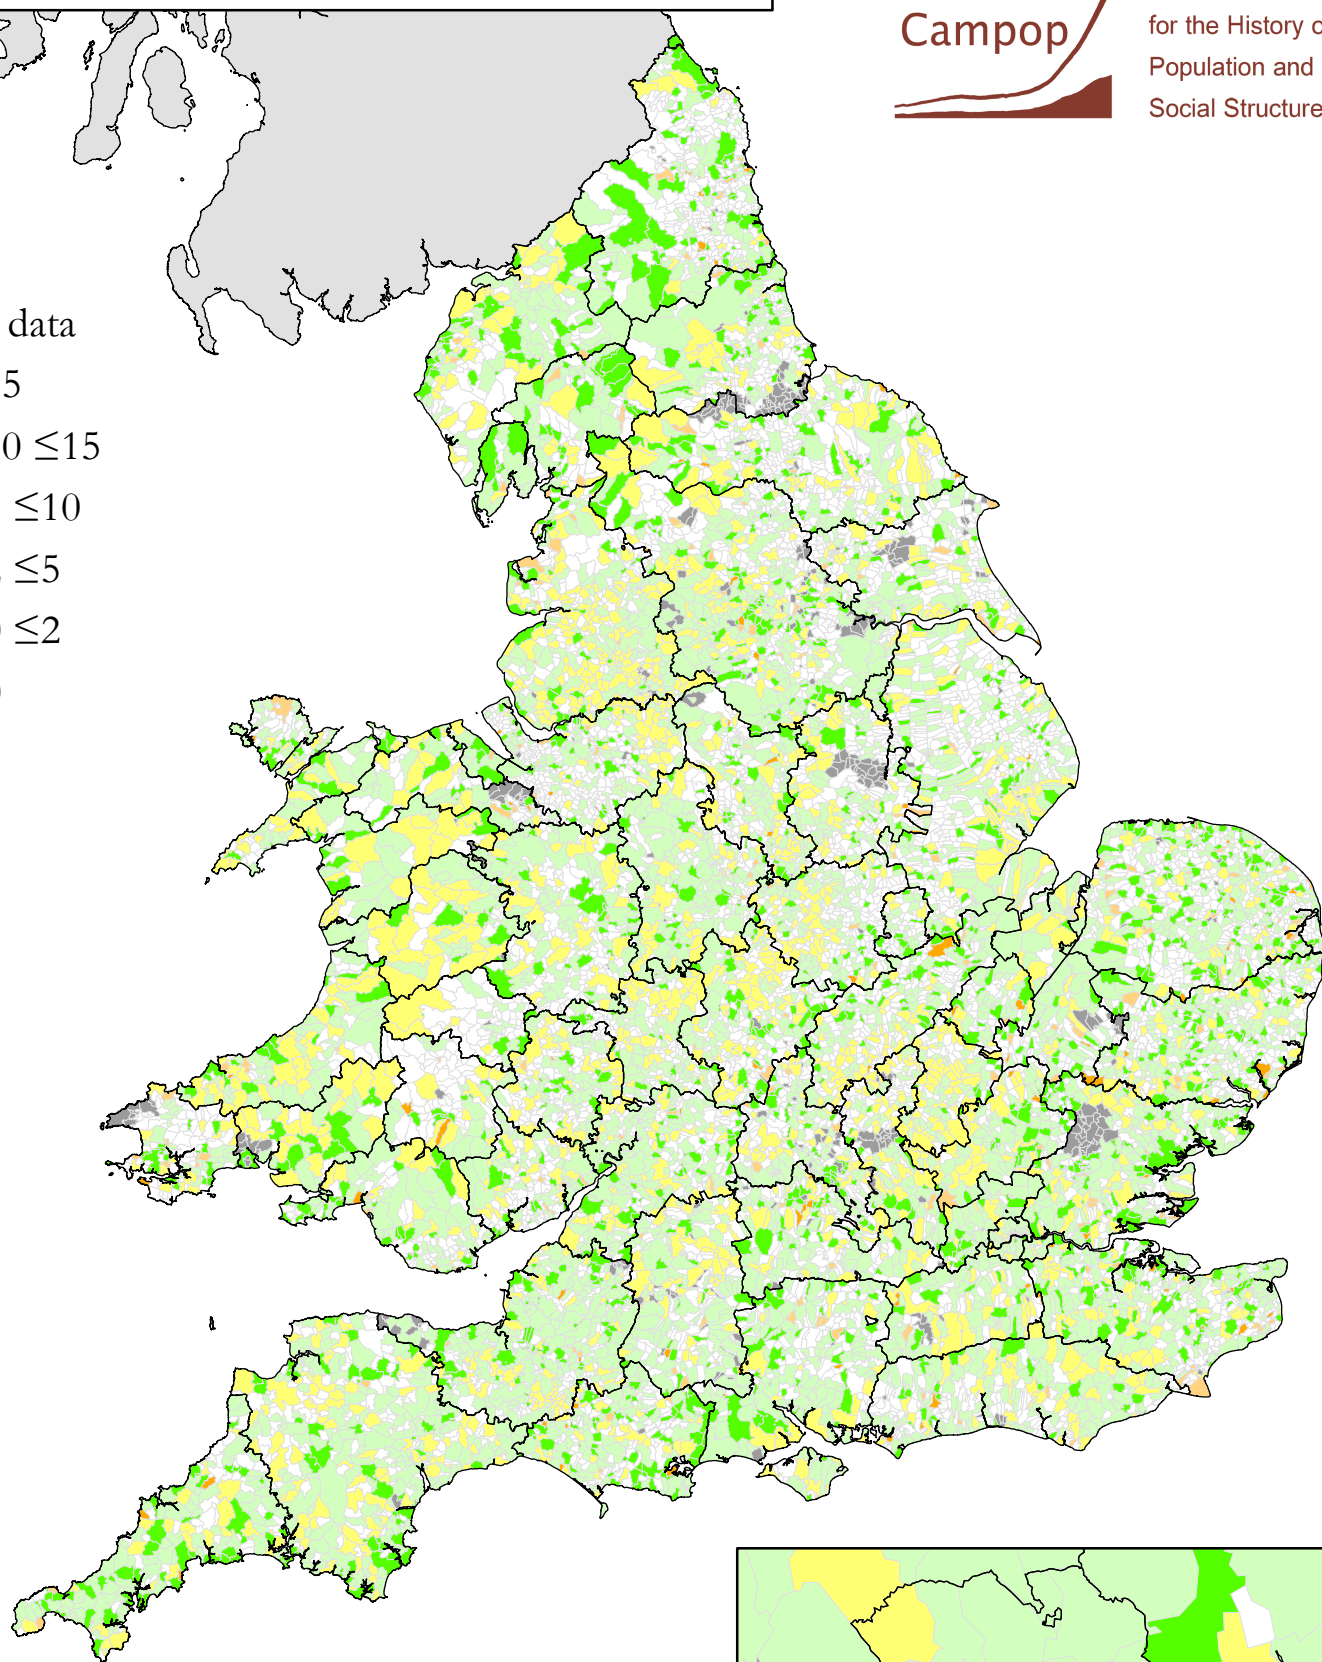 Campop
for the History o
Population and
Social Structure
data
5
0 ≤15
≤10
≤5
≤2